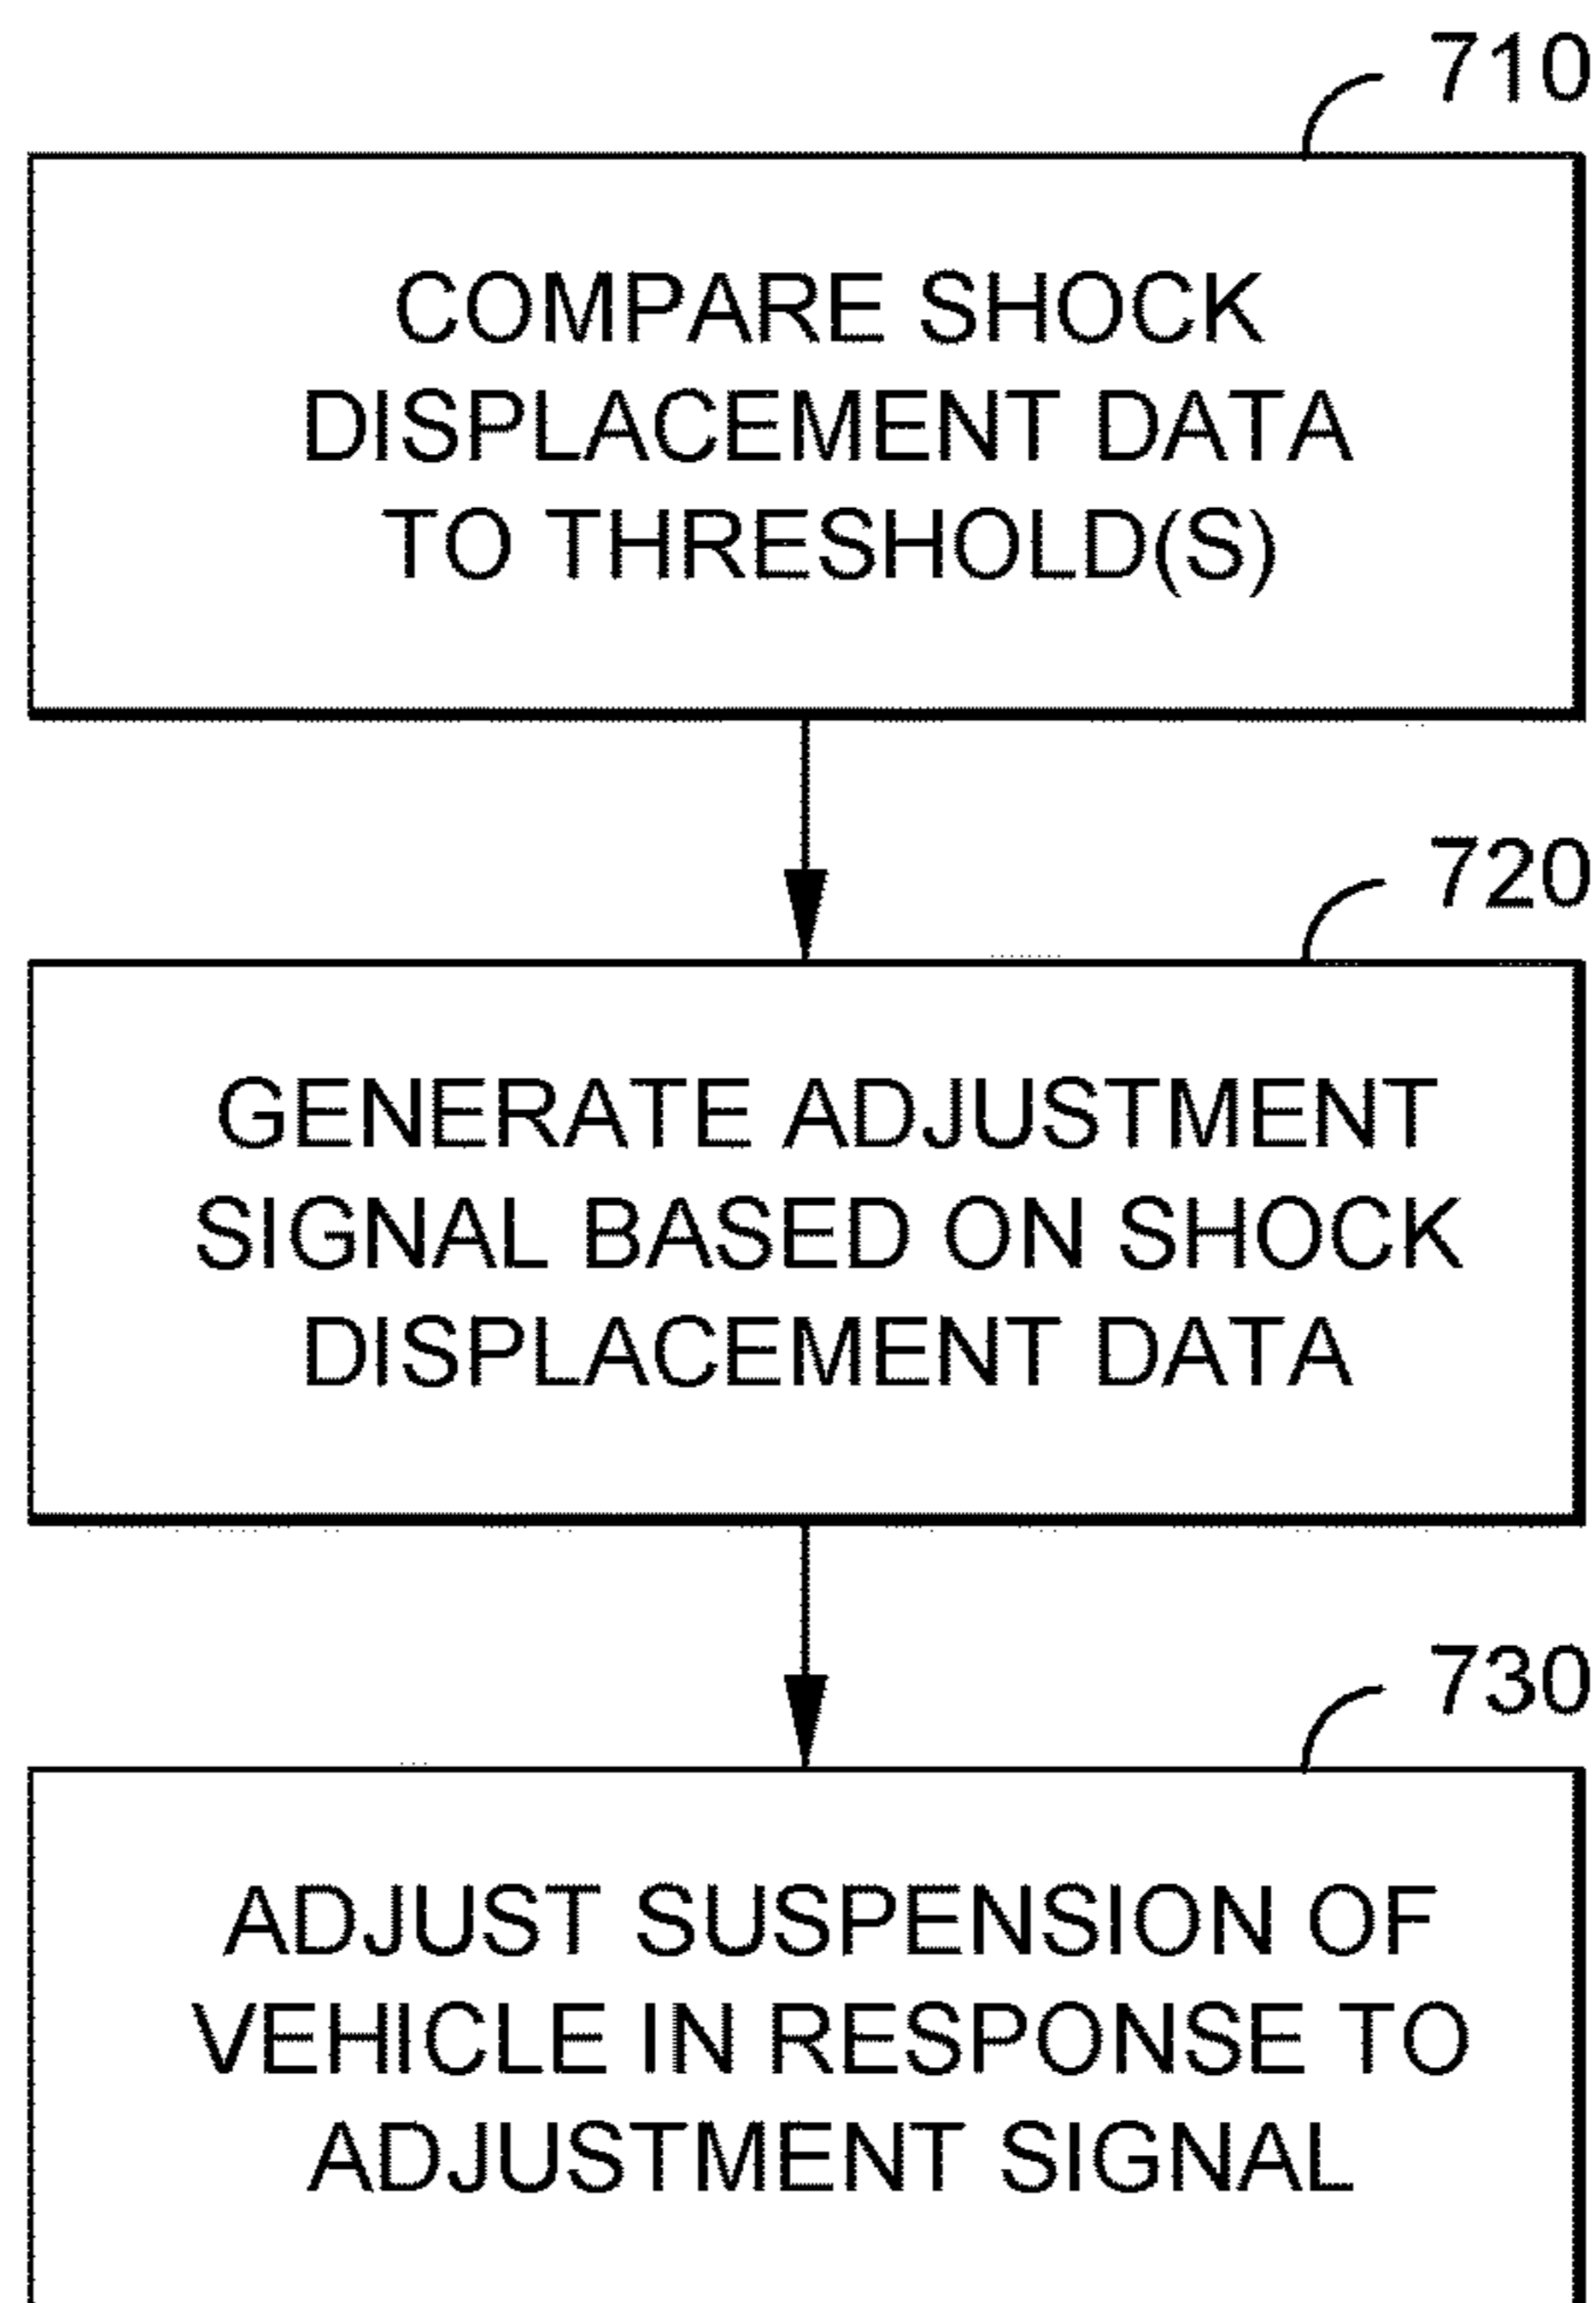 710
COMPARE SHOCK
DISPLACEMENT DATA
TO THRESHOLD(S)
720
GENERATE ADJUSTMENT
SIGNAL BASED ON SHOCK
DISPLACEMENT DATA
730
ADJUST SUSPENSION OF
VEHICLE IN RESPONSE TO
ADJUSTMENT SIGNAL